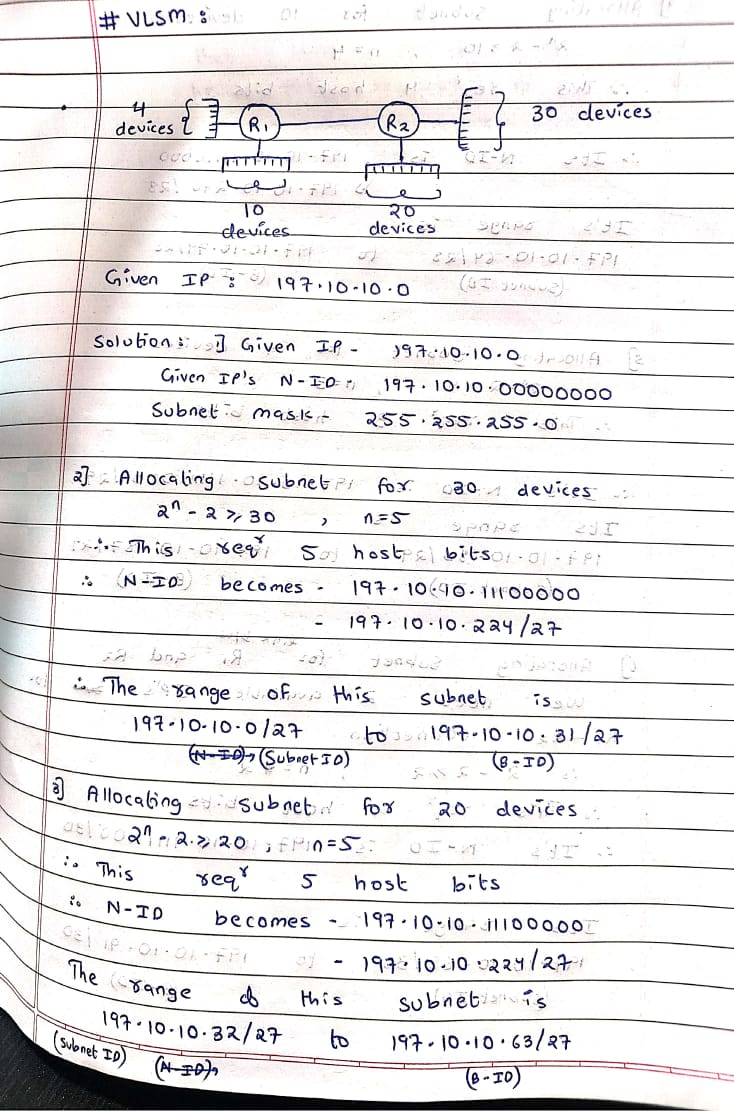 # VLSM :
4 devices
R1
R2
30 devices
10 devices
20 devices
Given IP : 197.10.10.0
Solution : 1] Given IP - 197.10.10.0
Given IP's N-ID : 197.10.10.00000000
Subnet mask - 255.255.255.0
2] Allocating subnet for 30 devices
2ⁿ - 2 ≥ 30 , n=5
∴ This reqʳ 5 host bits
∴ (N-ID) becomes - 197.10.10.11100000
- 197.10.10.224/27
∴ The range of this subnet is
197.10.10.0/27 to 197.10.10.31/27
(N-ID), (Subnet ID) (B-ID)
3] Allocating subnet for 20 devices
2ⁿ - 2 ≥ 20 , n=5
∴ This reqʳ 5 host bits
∴ N-ID becomes - 197.10.10.11100000
- 197.10.10.224/27
The range of this subnet is
197.10.10.32/27 to 197.10.10.63/27
(Subnet ID) (N-ID), (B-ID)